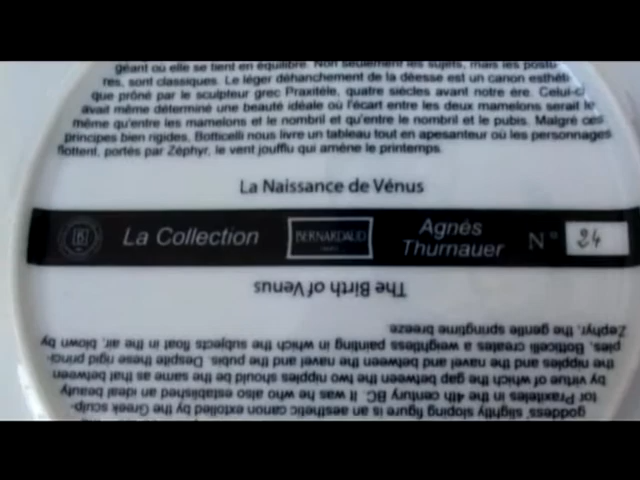 géant où elle se tient en équilibre. Non seulement les sujets, mais les postu-
res, sont classiques. Le léger déhanchement de la déesse est un canon esthéti-
que prôné par le sculpteur grec Praxitèle, quatre siècles avant notre ère. Celui-ci
avait même déterminé une beauté idéale où l'écart entre les deux mamelons serait le
même qu'entre les mamelons et le nombril et qu'entre le nombril et le pubis. Malgré ces
principes bien rigides, Botticelli nous livre un tableau tout en apesanteur où les personnages
flottent, portés par Zéphyr, le vent joufflu qui amène le printemps.
La Naissance de Vénus
B La Collection BERNARDAUD Agnés Thurnauer N° 24
goddess' slightly sloping figure is an aesthetic canon extolled by the Greek sculp-
tor Praxiteles in the 4th century BC. It was he who also established an ideal beauty
by virtue of which the gap between the two nipples should be the same as that between
the nipples and the navel and between the navel and the pubis. Despite these rigid princi-
pies, Botticelli creates a weightless painting in which the subjects float in the air, blown by
Zephyr, the gentle springtime breeze.
The Birth of Venus